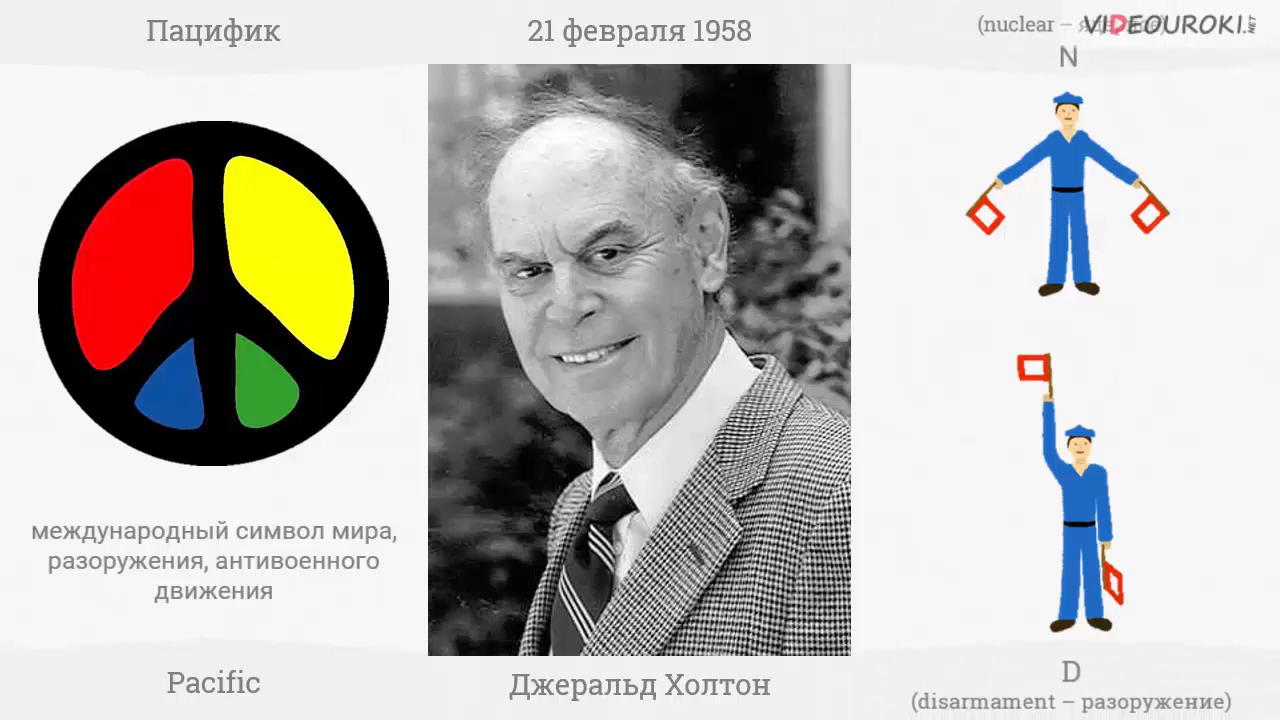 Пацифик
международный символ мира,
разоружения, антивоенного
движения
Pacific
21 февраля 1958
Джеральд Холтон
(nuclear –
VIDEOUROKI.NET
N
D
(disarmament – разоружение)